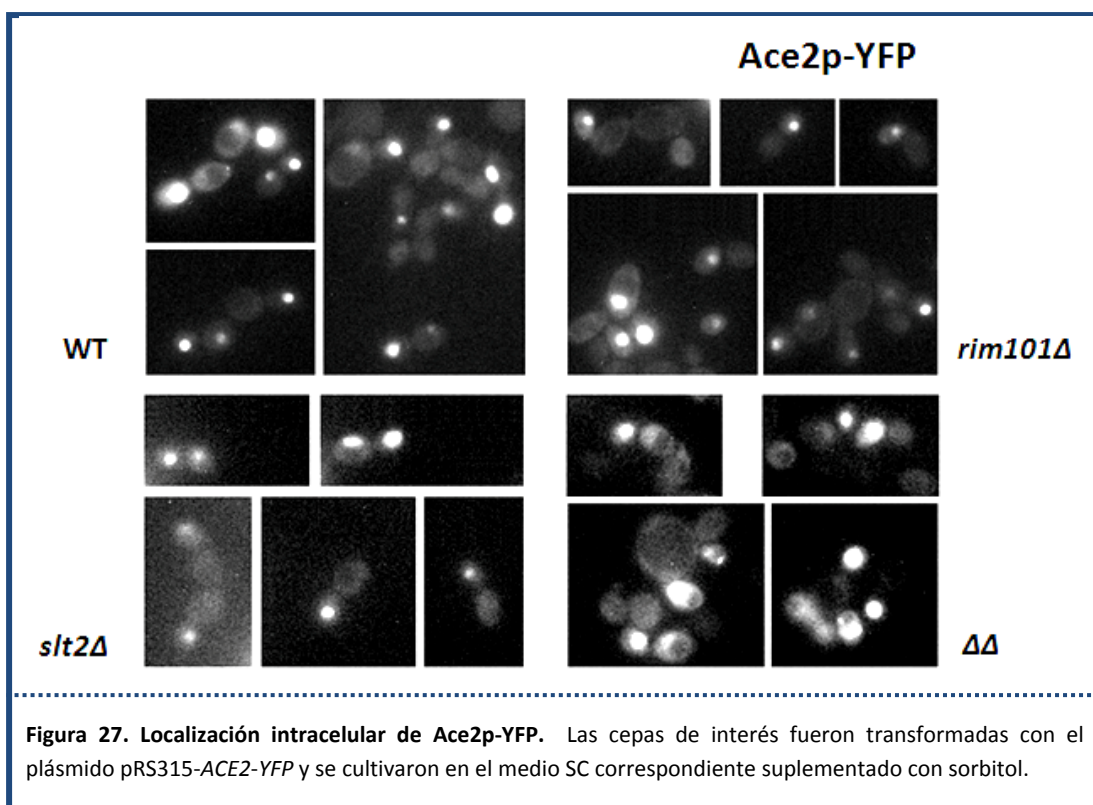 Ace2p-YFP
WT
rim101Δ
slt2Δ
ΔΔ
Figura 27. Localización intracelular de Ace2p-YFP. Las cepas de interés fueron transformadas con el
plásmido pRS315-ACE2-YFP y se cultivaron en el medio SC correspondiente suplementado con sorbitol.